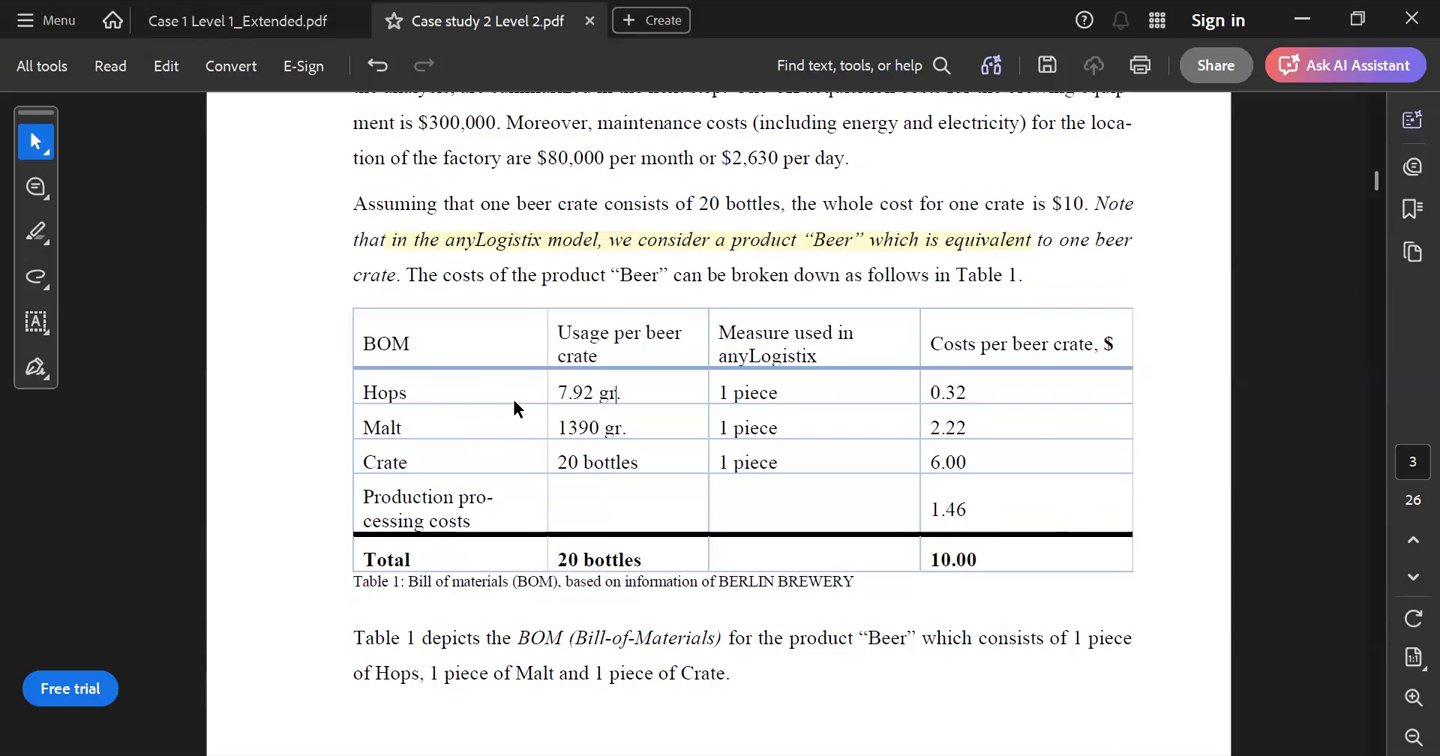 Menu
Case 1 Level 1_Extended.pdf
Case study 2 Level 2.pdf
Create
Sign in
All tools
Read
Edit
Convert
E-Sign
Find text, tools, or help
Share
Ask AI Assistant
ment is $300,000. Moreover, maintenance costs (including energy and electricity) for the loca-
tion of the factory are $80,000 per month or $2,630 per day.
Assuming that one beer crate consists of 20 bottles, the whole cost for one crate is $10. Note
that in the anyLogistix model, we consider a product “Beer” which is equivalent to one beer
crate. The costs of the product “Beer” can be broken down as follows in Table 1.
BOM
Usage per beer
crate
Measure used in
anyLogistix
Costs per beer crate, $
Hops
7.92 gr.
1 piece
0.32
Malt
1390 gr.
1 piece
2.22
Crate
20 bottles
1 piece
6.00
Production pro-
cessing costs
1.46
Total
20 bottles
10.00
Table 1: Bill of materials (BOM), based on information of BERLIN BREWERY
Table 1 depicts the BOM (Bill-of-Materials) for the product “Beer” which consists of 1 piece
of Hops, 1 piece of Malt and 1 piece of Crate.
3
26
Free trial